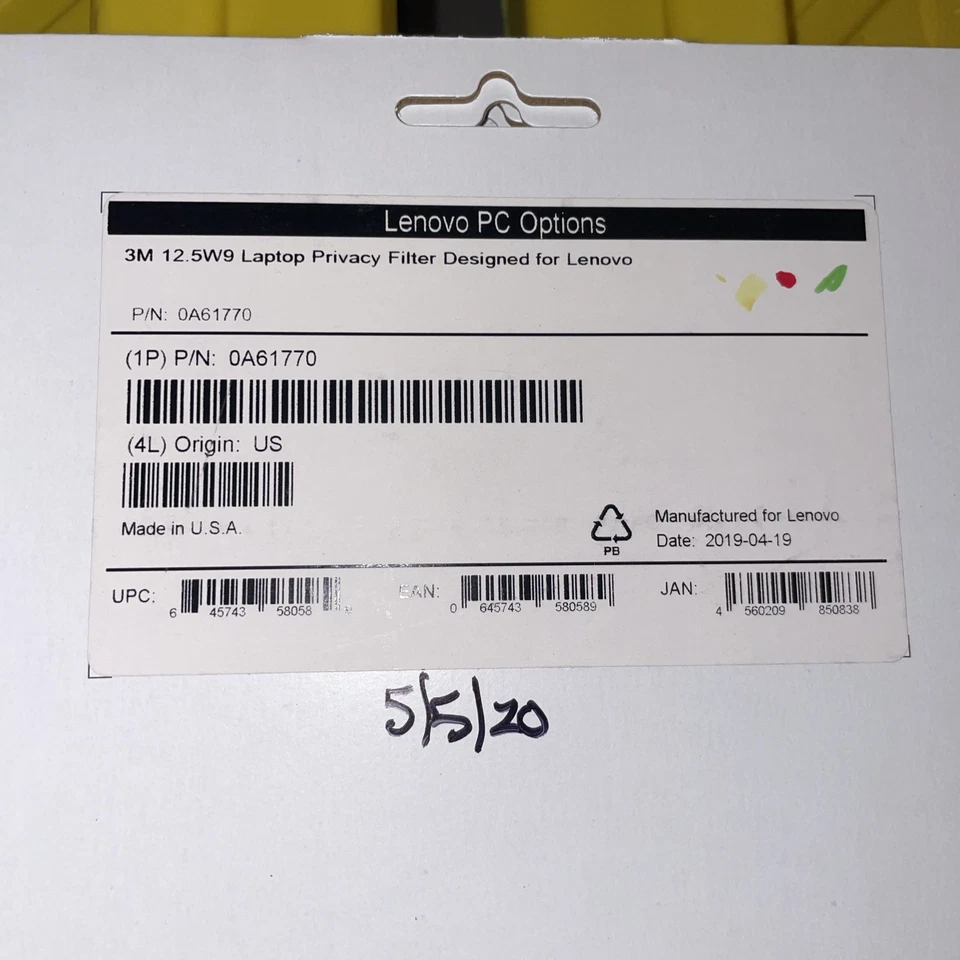 Lenovo PC Options
3M 12.5W9 Laptop Privacy Filter Designed for Lenovo
P/N: 0A61770
(1P) P/N: 0A61770
(4L) Origin: US
Made in U.S.A.
PB
Manufactured for Lenovo
Date: 2019-04-19
UPC: 6 45743 58058
EAN: 0 645743 580589
JAN: 4 560209 850838
5/5/20